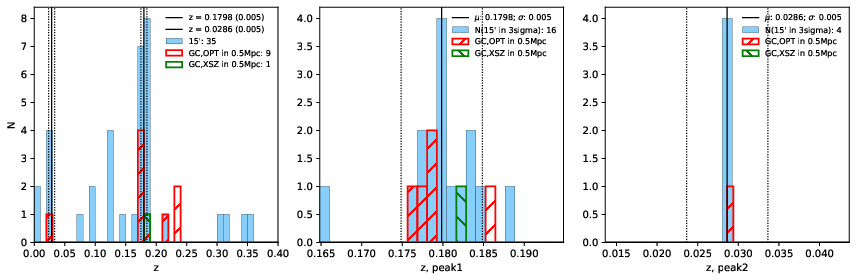 z = 0.1798 (0.005)
z = 0.0286 (0.005)
15': 35
GC,OPT in 0.5Mpc: 9
GC,XSZ in 0.5Mpc: 1
8
7
6
5
4
3
2
1
0
N
0.00 0.05 0.10 0.15 0.20 0.25 0.30 0.35 0.40
z
μ: 0.1798; σ: 0.005
N(15' in 3sigma): 16
GC,OPT in 0.5Mpc
GC,XSZ in 0.5Mpc
4.0
3.5
3.0
2.5
2.0
1.5
1.0
0.5
0.0
0.165 0.170 0.175 0.180 0.185 0.190
z, peak1
μ: 0.0286; σ: 0.005
N(15' in 3sigma): 4
GC,OPT in 0.5Mpc
GC,XSZ in 0.5Mpc
4.0
3.5
3.0
2.5
2.0
1.5
1.0
0.5
0.0
0.015 0.020 0.025 0.030 0.035 0.040
z, peak2